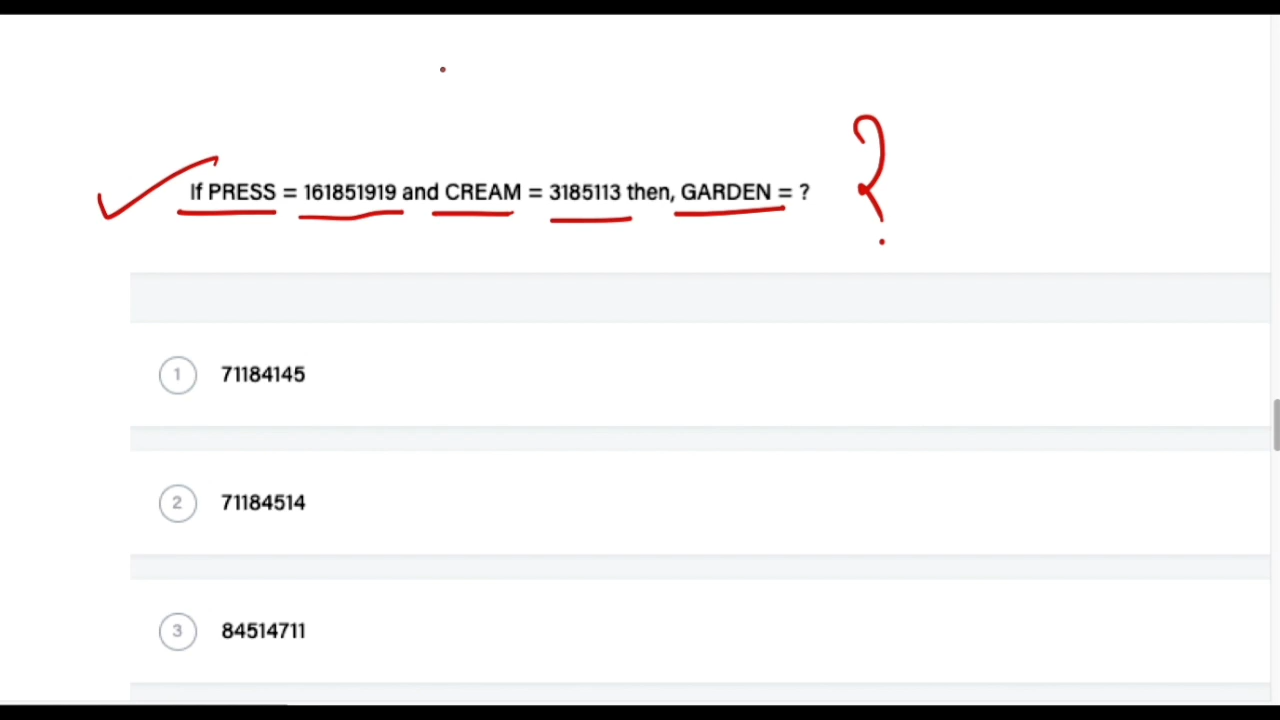 If PRESS = 161851919 and CREAM = 3185113 then, GARDEN = ? ?
1 71184145
2 71184514
3 84514711